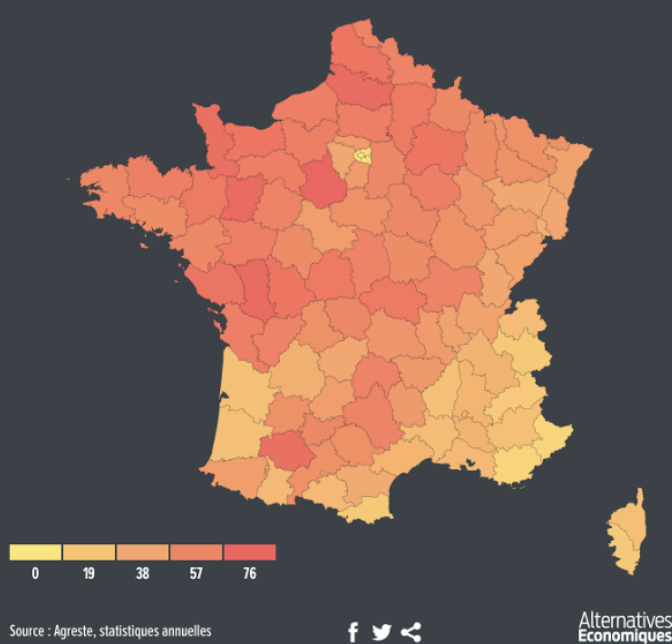 0 19 38 57 76
Source : Agreste, statistiques annuelles
Alternatives
Economiques